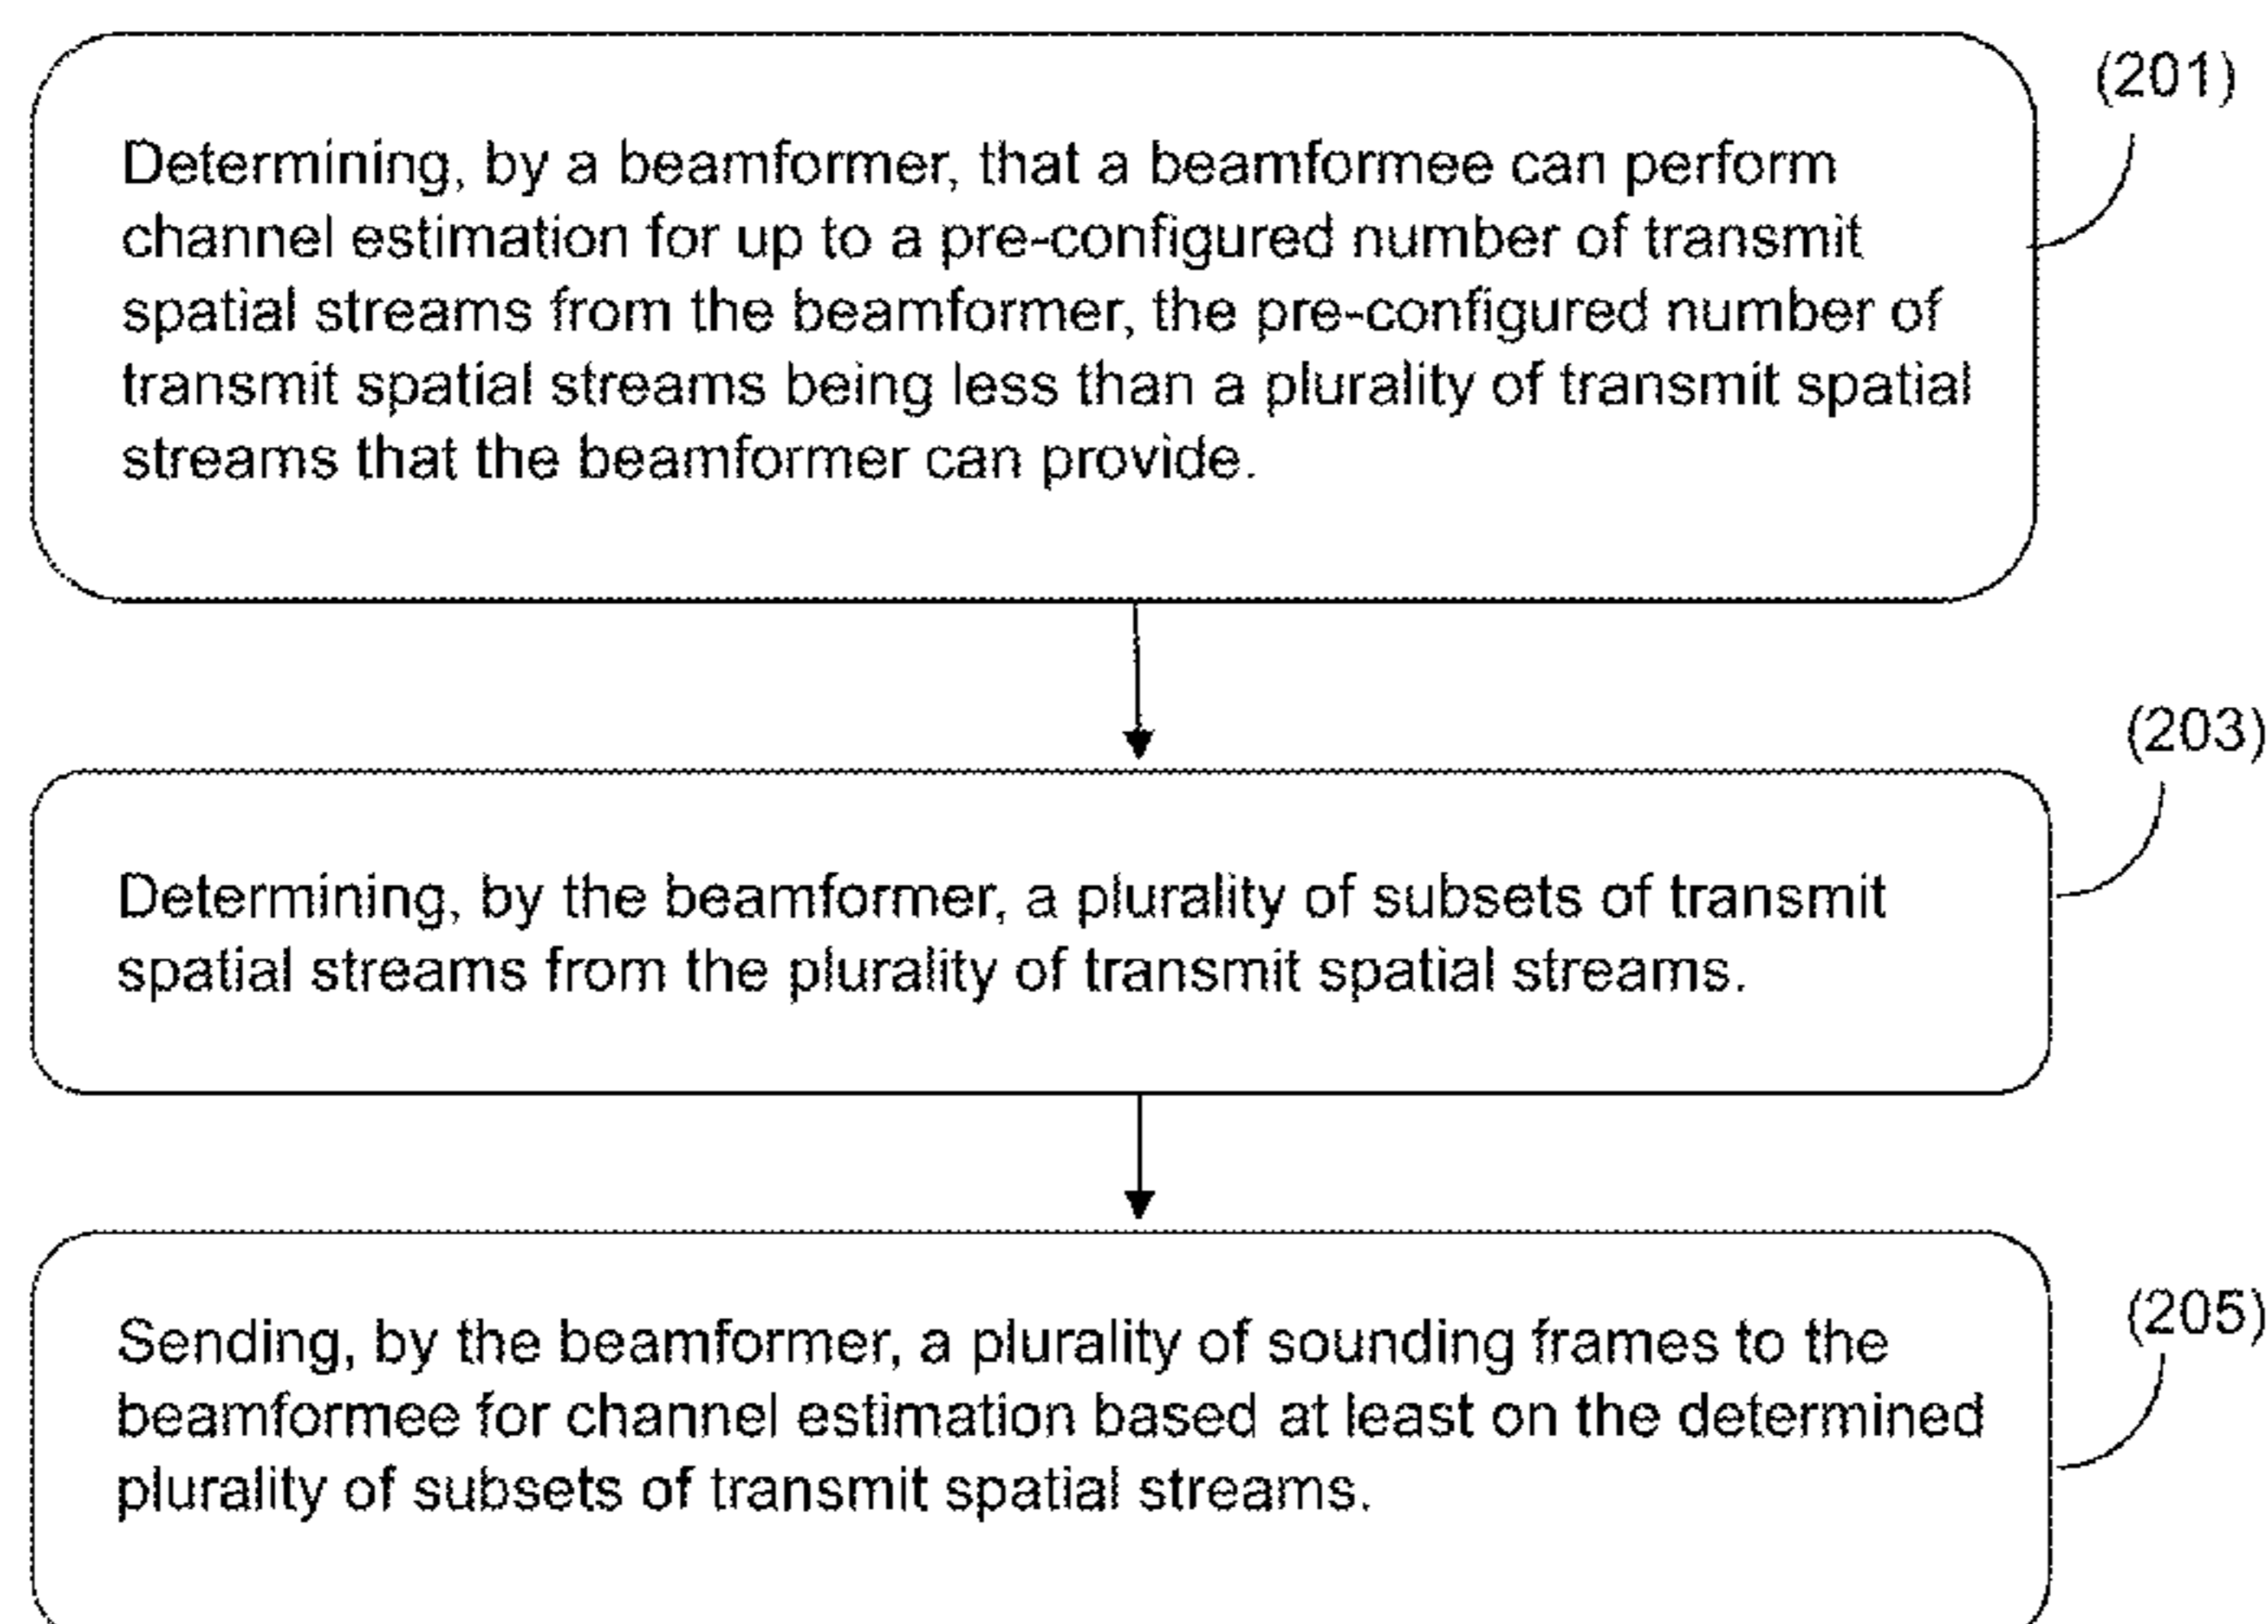 (201)
Determining, by a beamformer, that a beamformee can perform
channel estimation for up to a pre-configured number of transmit
spatial streams from the beamformer, the pre-configured number of
transmit spatial streams being less than a plurality of transmit spatial
streams that the beamformer can provide.
(203)
Determining, by the beamformer, a plurality of subsets of transmit
spatial streams from the plurality of transmit spatial streams.
(205)
Sending, by the beamformer, a plurality of sounding frames to the
beamformee for channel estimation based at least on the determined
plurality of subsets of transmit spatial streams.